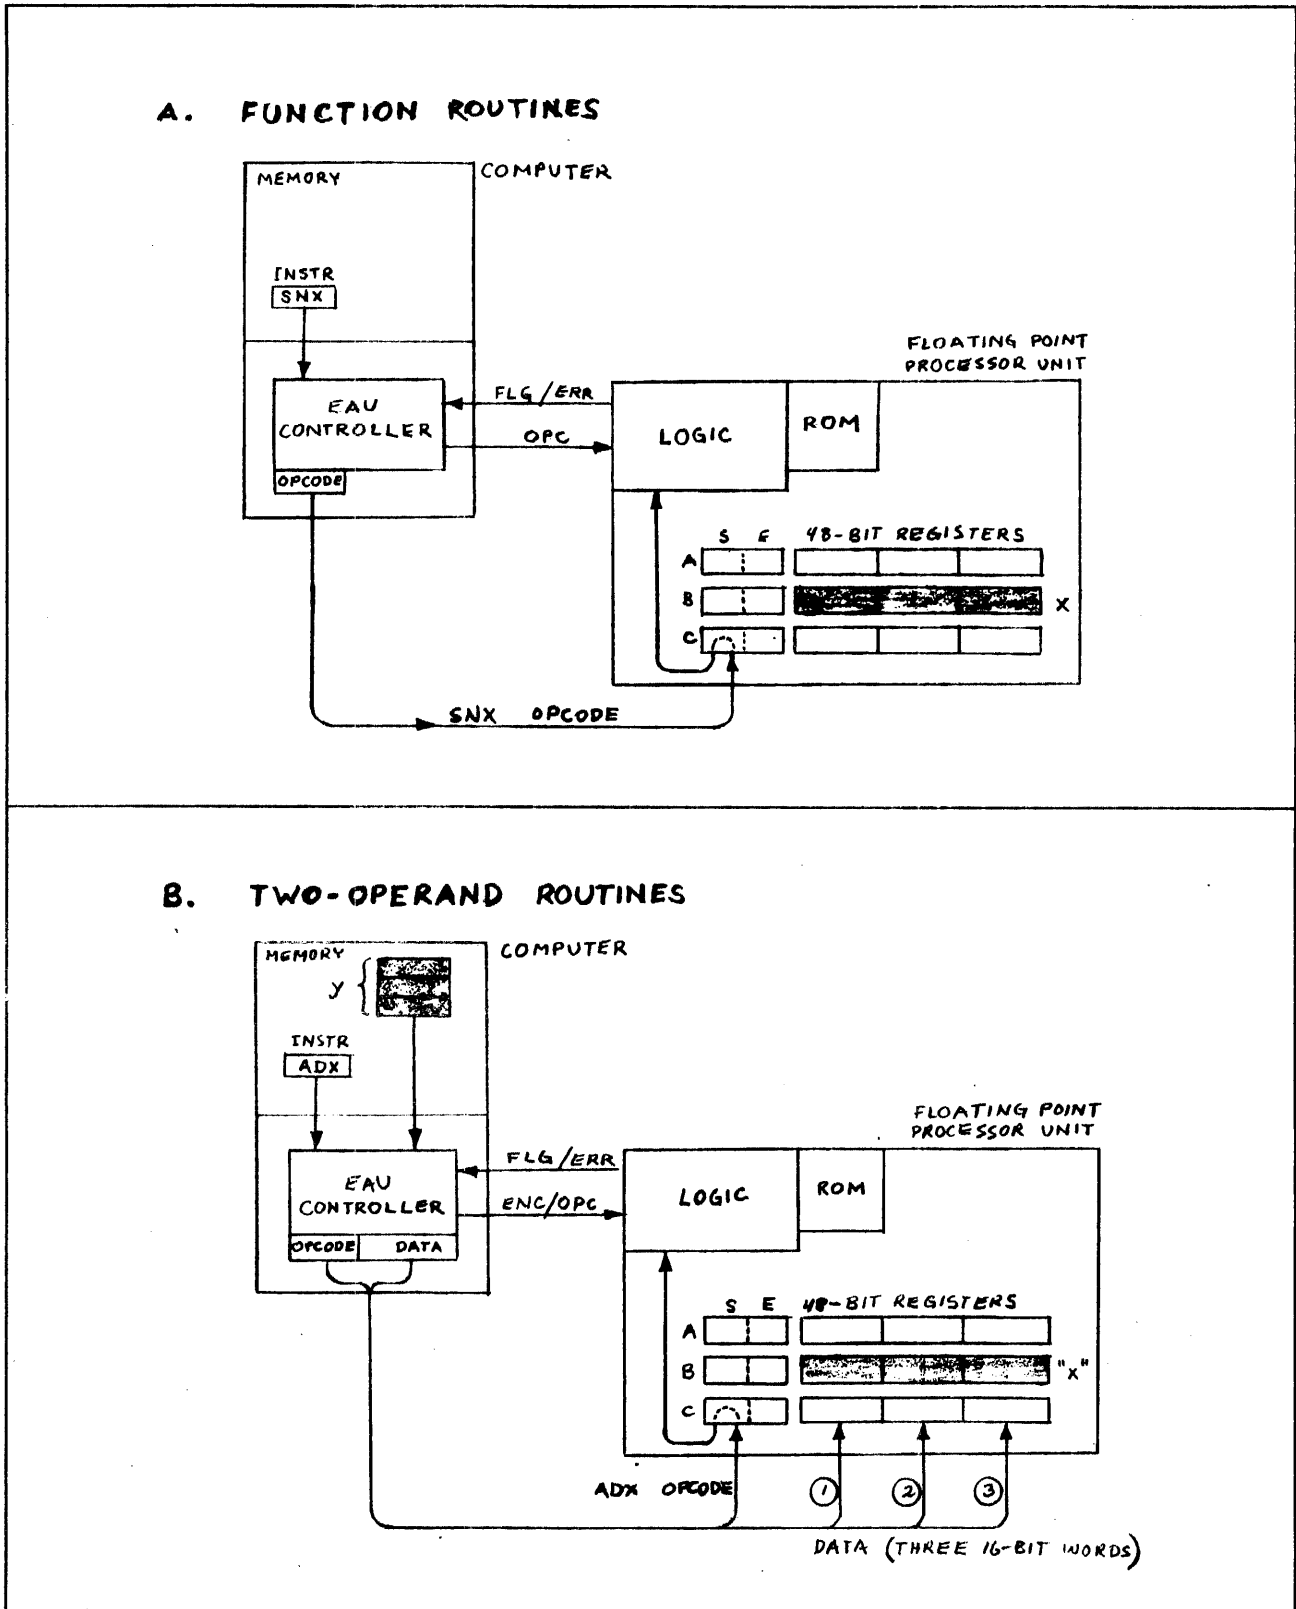 A. FUNCTION ROUTINES
MEMORY
COMPUTER
INSTR
SNX
FLOATING POINT
PROCESSOR UNIT
EAU
CONTROLLER
OPCODE
FLG/ERR
OPC
LOGIC
ROM
S E 48-BIT REGISTERS
A
B
X
C
SNX OPCODE
B. TWO-OPERAND ROUTINES
MEMORY
COMPUTER
y
INSTR
ADX
FLOATING POINT
PROCESSOR UNIT
EAU
CONTROLLER
OPCODE DATA
FLG/ERR
ENC/OPC
LOGIC
ROM
S E 48-BIT REGISTERS
A
B
"X"
C
ADX OPCODE
1 2 3
DATA (THREE 16-BIT WORDS)